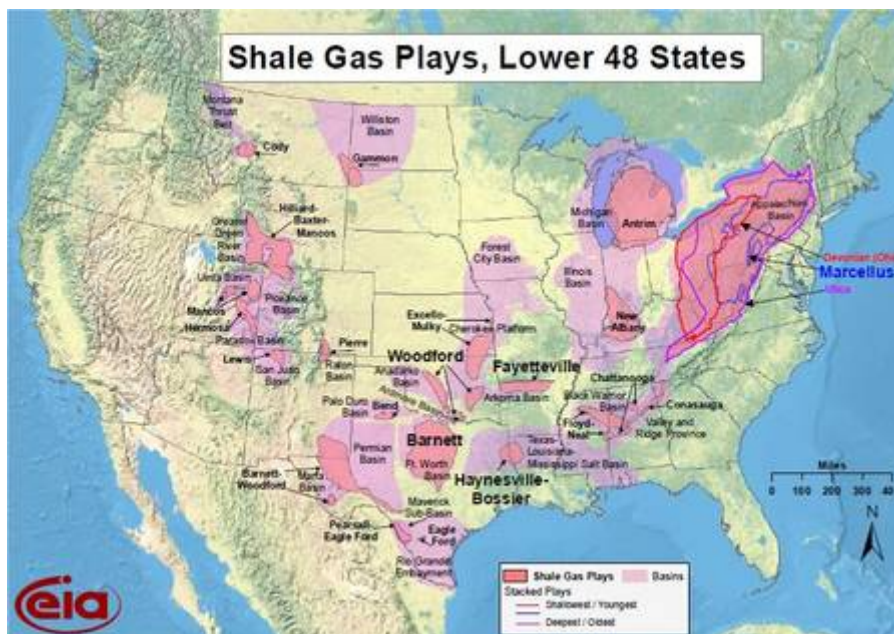 Shale Gas Plays, Lower 48 States
Montana
Thrust
Belt
Cody
Williston
Basin
Gammon
Hilliard-
Baxter-
Mancos
Greater
Green
River
Basin
Uinta Basin
Mancos
Piceance
Basin
Hermosa
Paradox Basin
Lewis
San Juan
Basin
Pierre
Raton
Basin
Michigan
Basin
Antrim
Appalachian
Basin
Devonian (Ohi
Marcellus
Utica
Forest
City Basin
Illinois
Basin
New
Albany
Excello-
Mulky
Cherokee Platform
Woodford
Anadarko
Basin
Fayetteville
Arkoma Basin
Ardmore Basin
Palo Duro
Basin
Bend
Chattanooga
Black Warrior
Basin
Conasauga
Floyd-
Neal
Valley and
Ridge Province
Barnett
Permian
Basin
Ft. Worth
Basin
Texas-
Louisiana-
Mississippi Salt Basin
Haynesville-
Bossier
Barnett-
Woodford
Marfa
Basin
Maverick
Sub-Basin
Pearsall-
Eagle Ford
Eagle
Ford
Rio Grande
Embayment
Miles
0 100 200 300 40
N
Shale Gas Plays
Basins
Stacked Plays
Shallowest / Youngest
Deepest / Oldest
eia